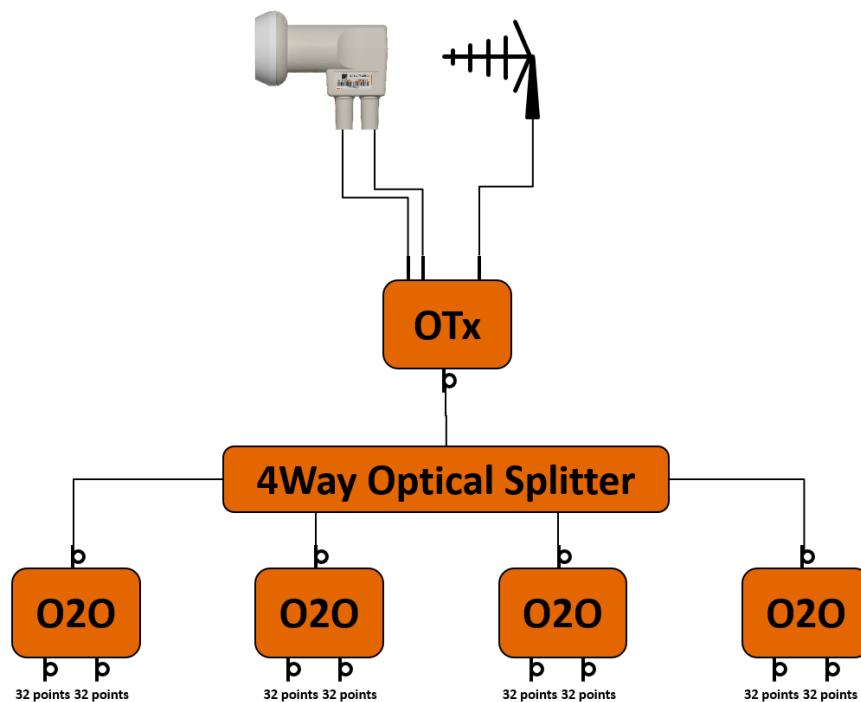 OTx
4Way Optical Splitter
O2O O2O O2O O2O
32 points 32 points 32 points 32 points 32 points 32 points 32 points 32 points